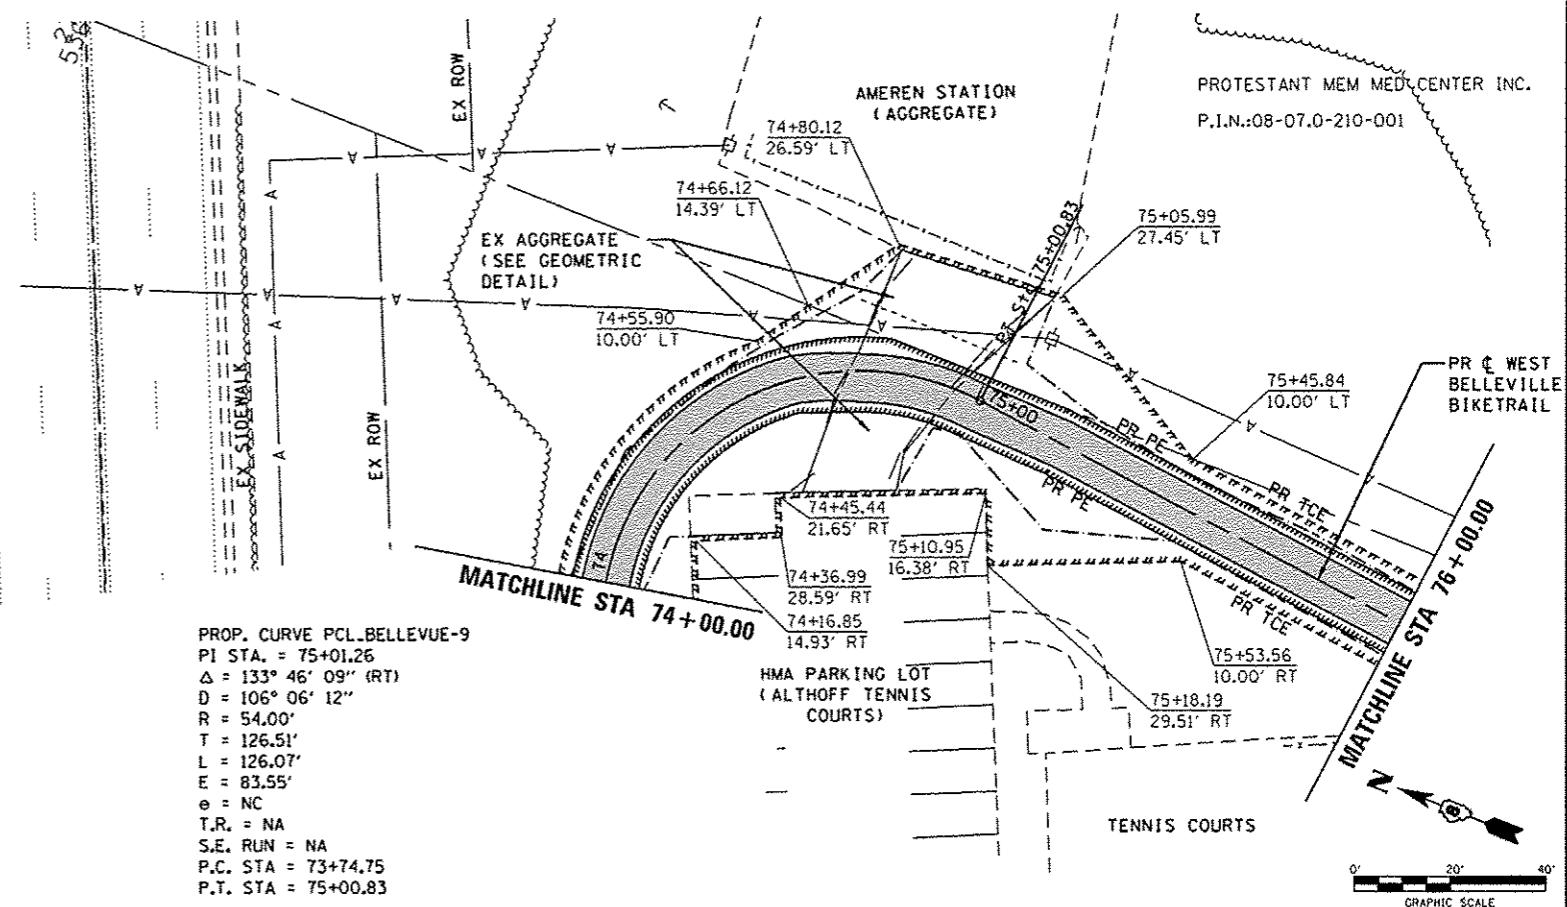 EX ROW
AMEREN STATION
(AGGREGATE)
PROTESTANT MEM MED CENTER INC.
P.I.N.:08-07.0-210-001
74+80.12
26.59' LT
74+66.12
14.39' LT
EX AGGREGATE
(SEE GEOMETRIC
DETAIL)
74+55.90
10.00' LT
PT Sta 75+00.83
75+05.99
27.45' LT
75+45.84
10.00' LT
PR ℄ WEST
BELLEVILLE
BIKETRAIL
EX SIDEWALK
EX ROW
75+00
PR PE
PR PE
PR TCE
PR TCE
74
74+45.44
21.65' RT
75+10.95
16.38' RT
74+36.99
28.59' RT
74+16.85
14.93' RT
75+53.56
10.00' RT
75+18.19
29.51' RT
MATCHLINE STA 74+00.00
MATCHLINE STA 76+00.00
HMA PARKING LOT
(ALTHOFF TENNIS
COURTS)
TENNIS COURTS
PROP. CURVE PCL_BELLEVUE-9
PI STA. = 75+01.26
Δ = 133° 46' 09" (RT)
D = 106° 06' 12"
R = 54.00'
T = 126.51'
L = 126.07'
E = 83.55'
e = NC
T.R. = NA
S.E. RUN = NA
P.C. STA = 73+74.75
P.T. STA = 75+00.83
N
0' 20' 40'
GRAPHIC SCALE